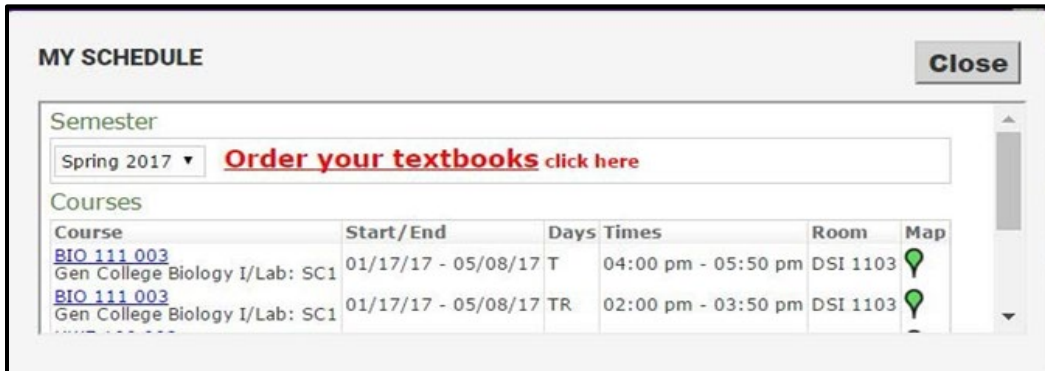 MY SCHEDULE
Close
Semester
Spring 2017
Order your textbooks click here
Courses
Course Start/End Days Times Room Map
BIO 111 003
Gen College Biology I/Lab: SC1
01/17/17 - 05/08/17 T 04:00 pm - 05:50 pm DSI 1103
BIO 111 003
Gen College Biology I/Lab: SC1
01/17/17 - 05/08/17 TR 02:00 pm - 03:50 pm DSI 1103